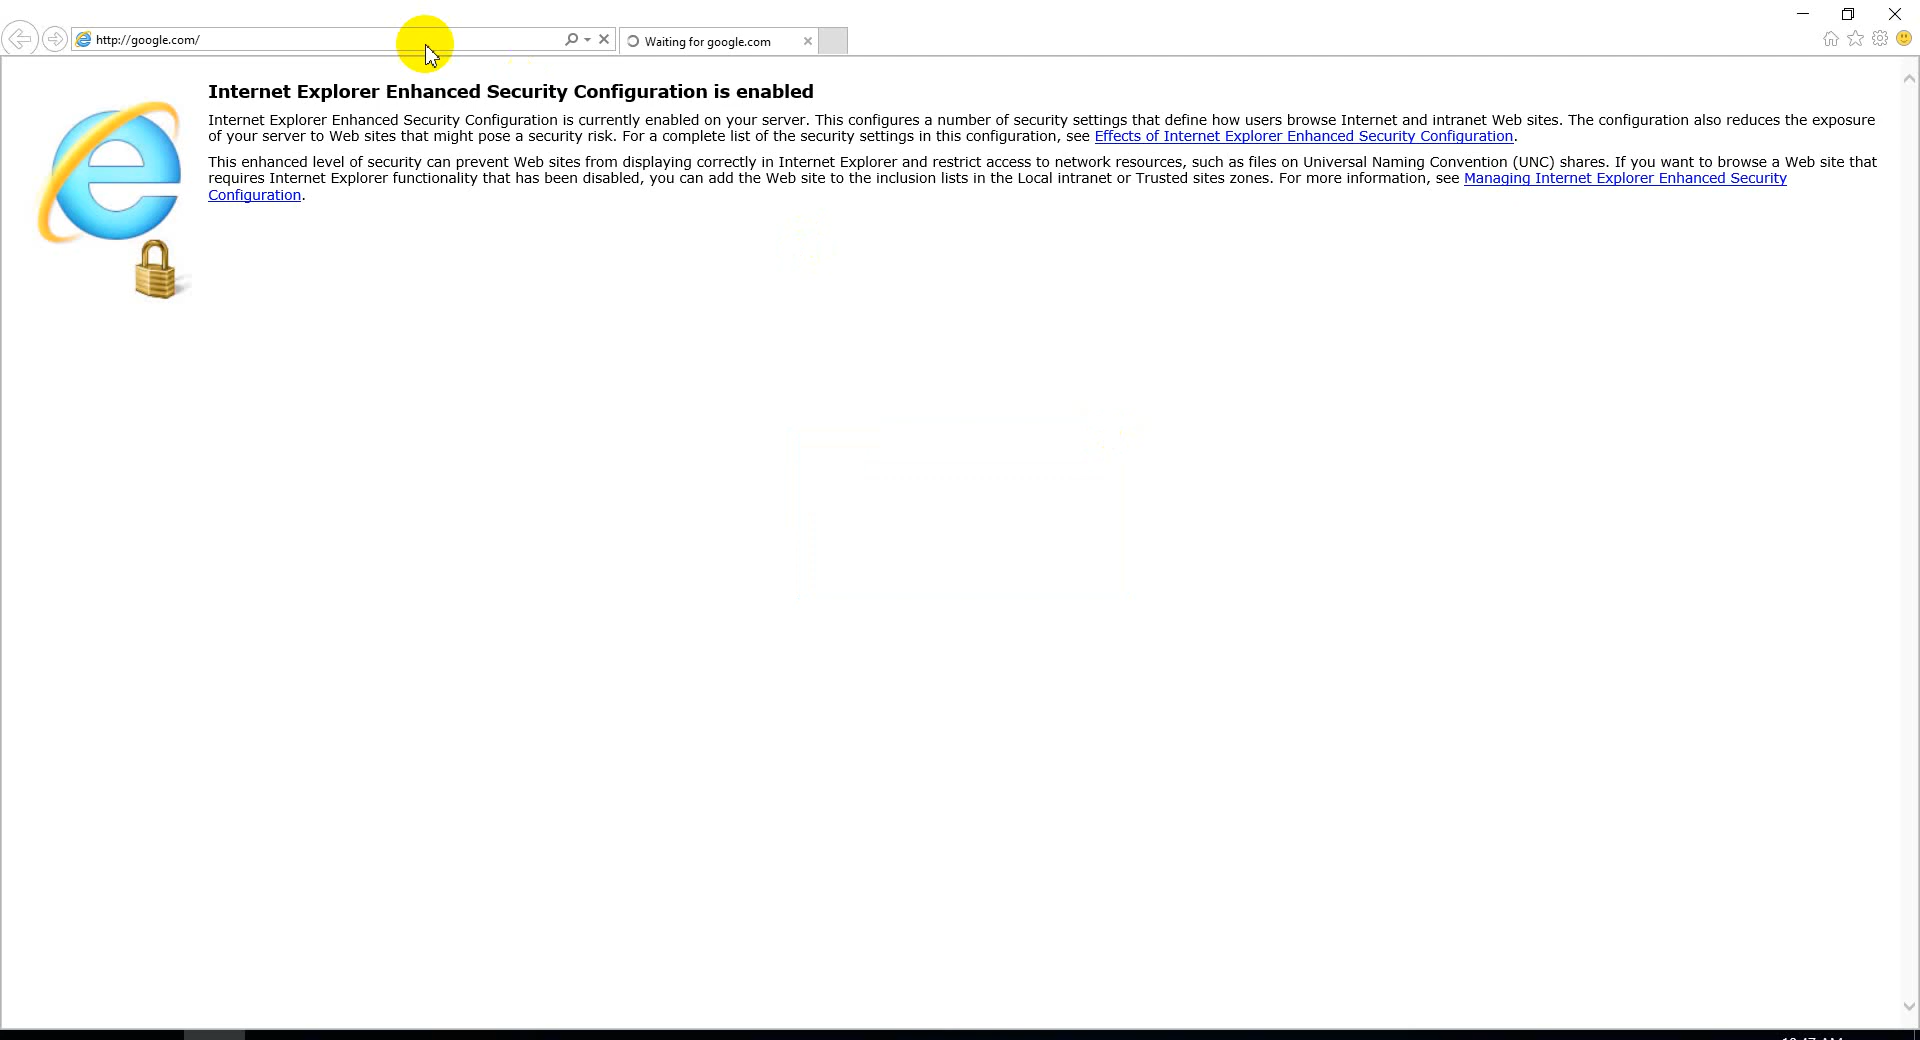 http://google.com/
Waiting for google.com
Internet Explorer Enhanced Security Configuration is enabled
Internet Explorer Enhanced Security Configuration is currently enabled on your server. This configures a number of security settings that define how users browse Internet and intranet Web sites. The configuration also reduces the exposure
of your server to Web sites that might pose a security risk. For a complete list of the security settings in this configuration, see Effects of Internet Explorer Enhanced Security Configuration.
This enhanced level of security can prevent Web sites from displaying correctly in Internet Explorer and restrict access to network resources, such as files on Universal Naming Convention (UNC) shares. If you want to browse a Web site that
requires Internet Explorer functionality that has been disabled, you can add the Web site to the inclusion lists in the Local intranet or Trusted sites zones. For more information, see Managing Internet Explorer Enhanced Security
Configuration.